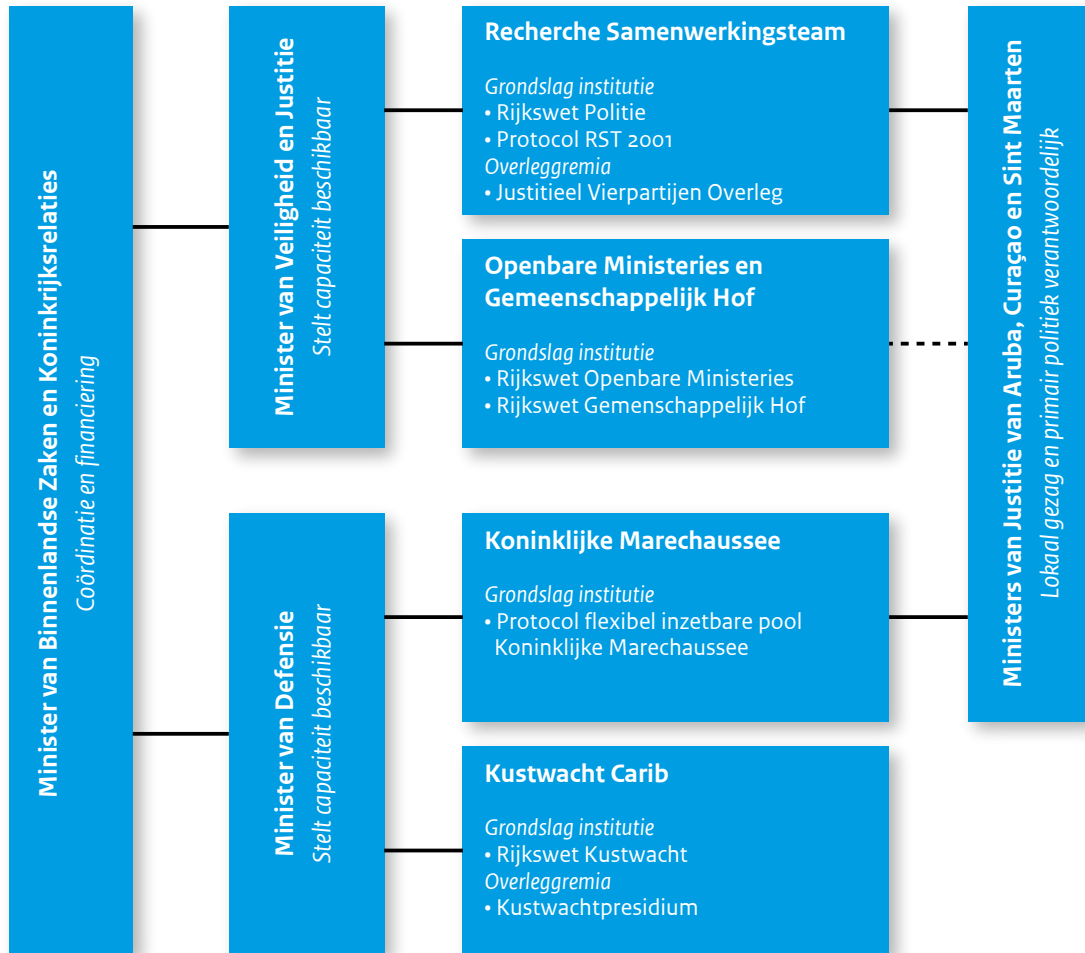 Minister van Binnenlandse Zaken en Koninkrijksrelaties
Coördinatie en financiering
Minister van Veiligheid en Justitie
Stelt capaciteit beschikbaar
Recherche Samenwerkingsteam
Grondslag institutie
• Rijkswet Politie
• Protocol RST 2001
Overleggremia
• Justitieel Vierpartijen Overleg
Openbare Ministeries en
Gemeenschappelijk Hof
Grondslag institutie
• Rijkswet Openbare Ministeries
• Rijkswet Gemenschappelijk Hof
Minister van Defensie
Stelt capaciteit beschikbaar
Koninklijke Marechaussee
Grondslag institutie
• Protocol flexibel inzetbare pool
Koninklijke Marechaussee
Kustwacht Carib
Grondslag institutie
• Rijkswet Kustwacht
Overleggremia
• Kustwachtpresidium
Ministers van Justitie van Aruba, Curaçao en Sint Maarten
Lokaal gezag en primair politiek verantwoordelijk